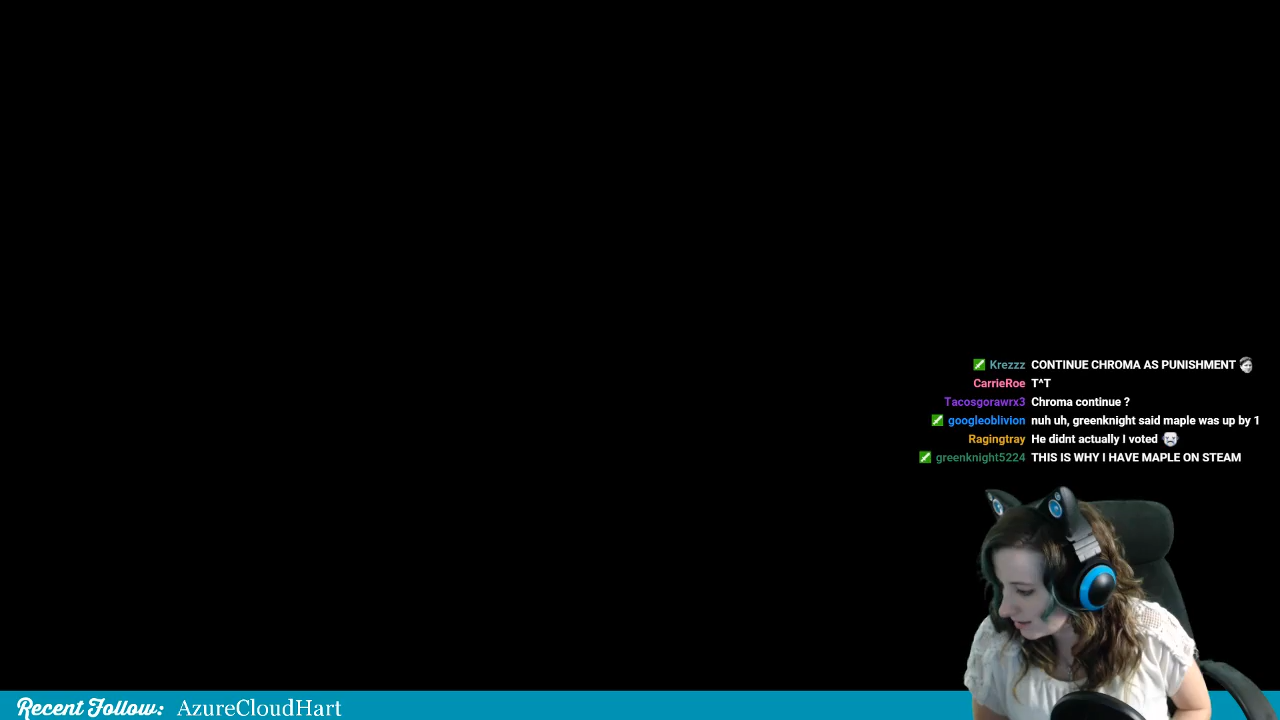 Krezzz CONTINUE CHROMA AS PUNISHMENT
CarrieRoe T^T
Tacosgorawrx3 Chroma continue ?
googleoblivion nuh uh, greenknight said maple was up by 1
Ragingtray He didnt actually I voted
greenknight5224 THIS IS WHY I HAVE MAPLE ON STEAM
Recent Follow: AzureCloudHart